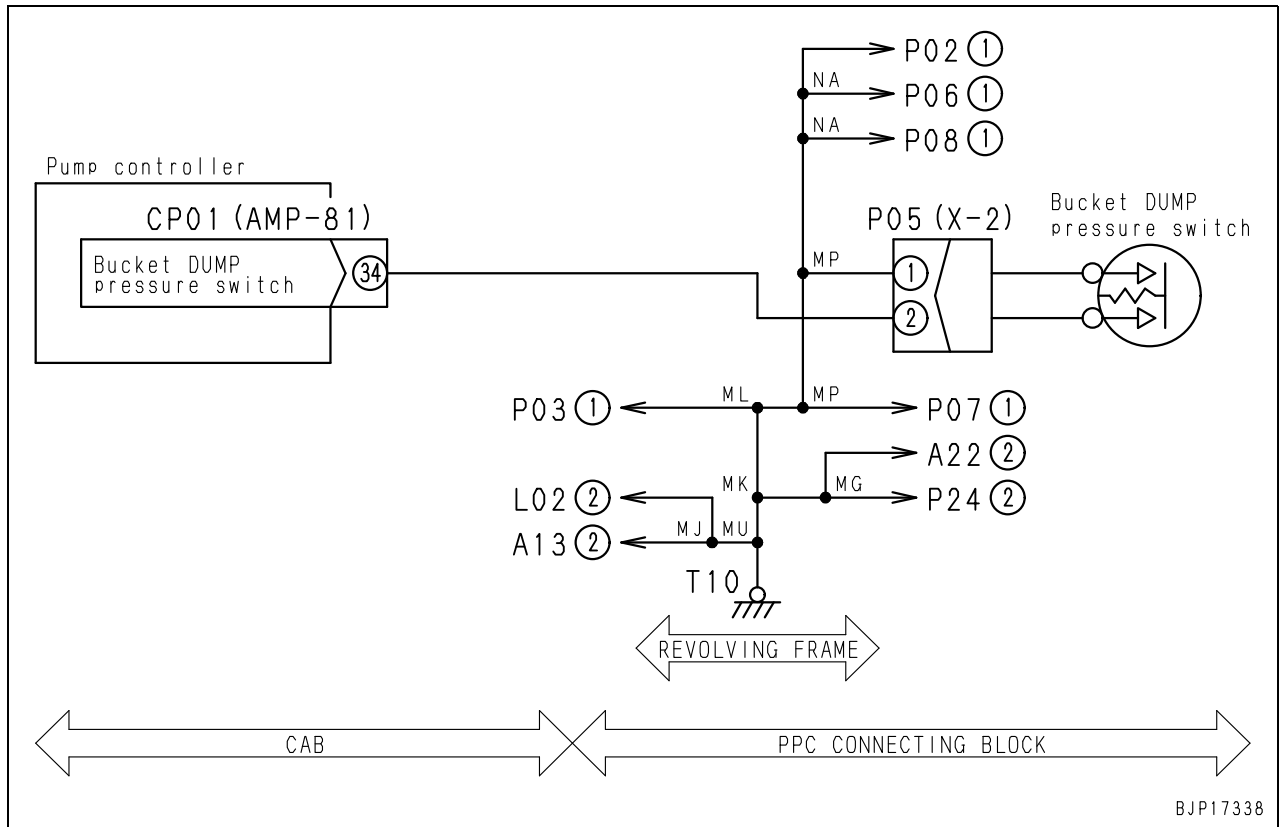 P02 ①
NA
P06 ①
NA
P08 ①
Pump controller
CP01 (AMP-81)
Bucket DUMP
pressure switch
34
P05 (X-2)
Bucket DUMP
pressure switch
MP
①
②
P03 ①
ML
MP
P07 ①
A22 ②
L02 ②
MK
MG
P24 ②
A13 ②
MJ
MU
T10
REVOLVING FRAME
CAB
PPC CONNECTING BLOCK
BJP17338